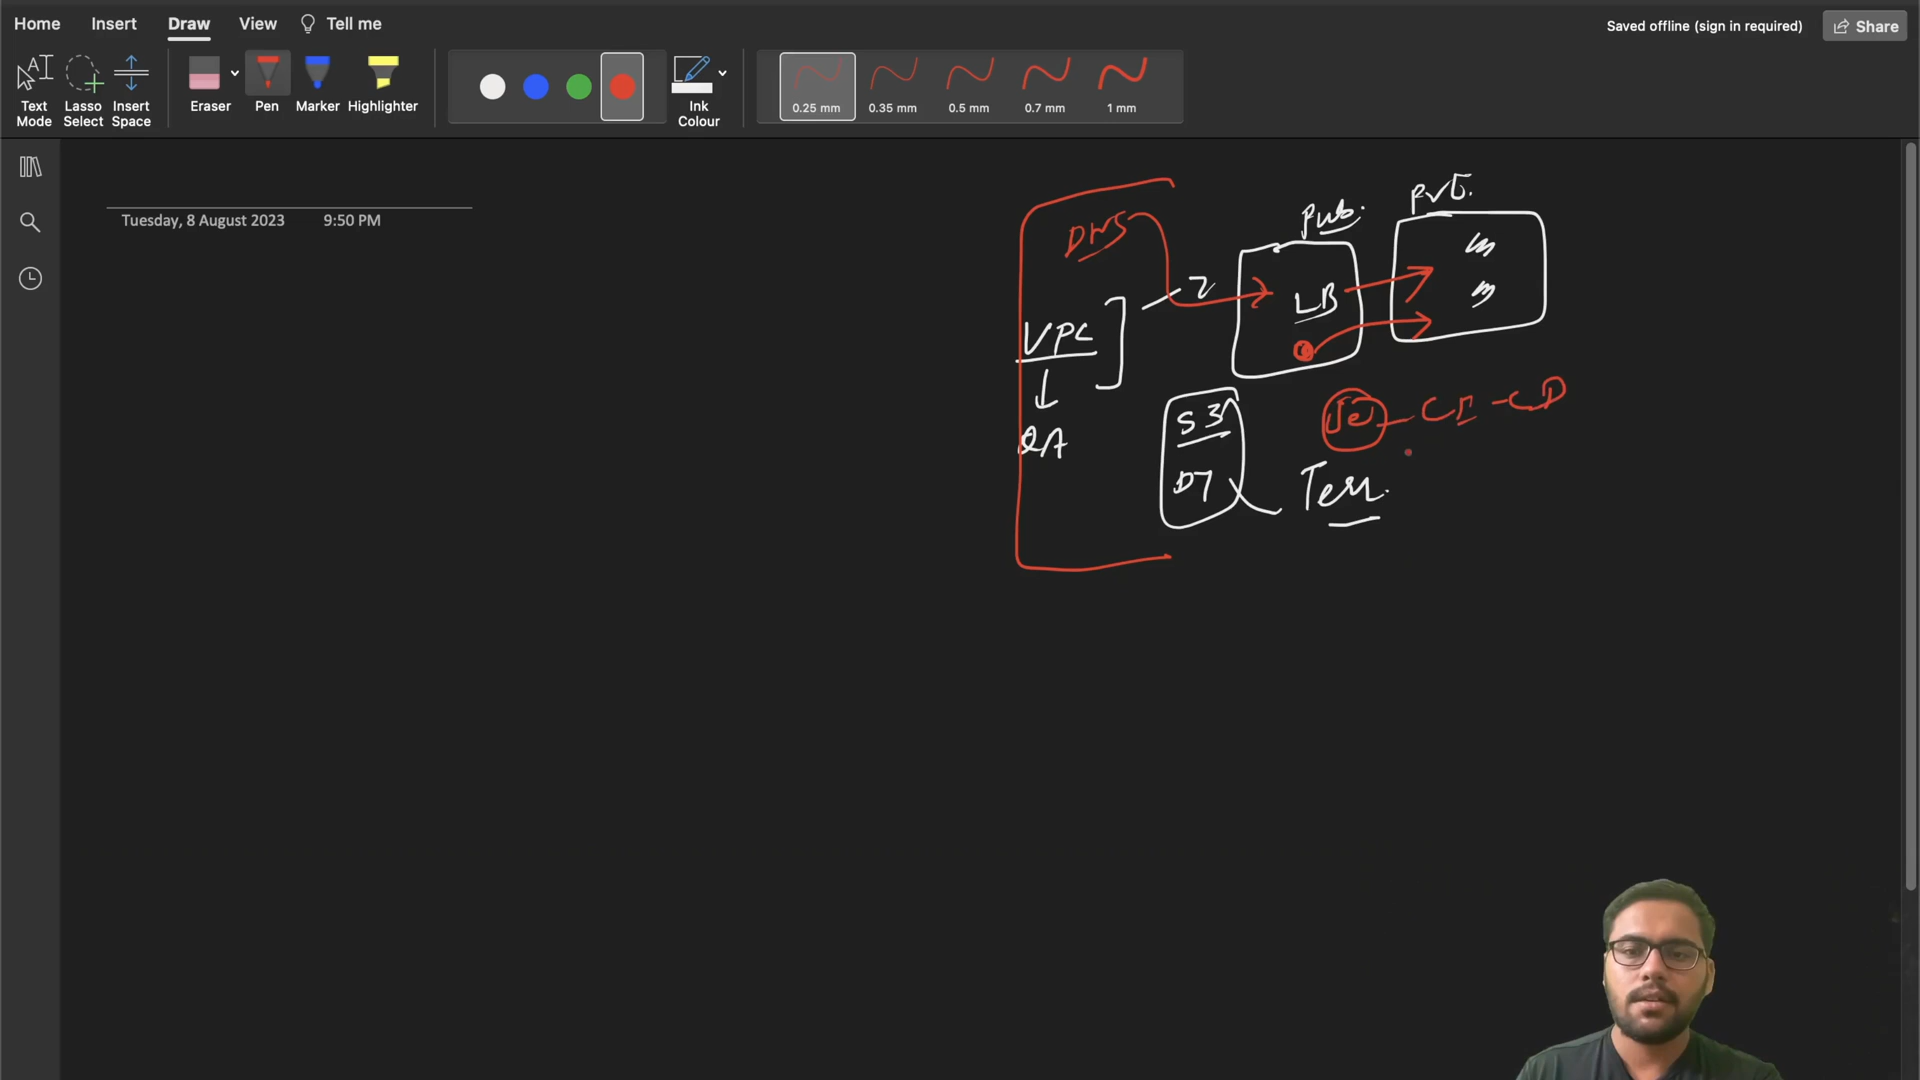 Home Insert Draw View Tell me
Saved offline (sign in required) Share
Text Mode
Lasso Select
Insert Space
Eraser
Pen
Marker
Highlighter
Ink Colour
0.25 mm 0.35 mm 0.5 mm 0.7 mm 1 mm
Tuesday, 8 August 2023 9:50 PM
Pub.
Pvt.
DNS
2
LB
VPC
QA
S3
CI-CD
Terr.